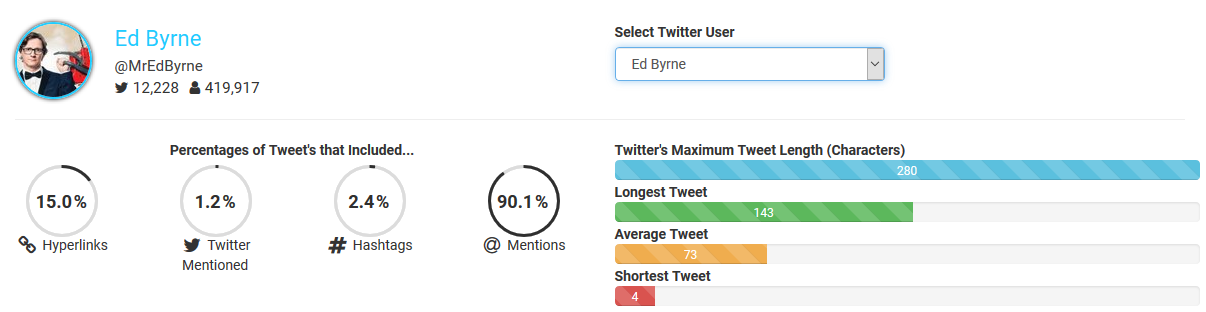 Ed Byrne
@MrEdByrne
12,228 419,917
Select Twitter User
Ed Byrne
Percentages of Tweet's that Included...
15.0% 1.2% 2.4% 90.1%
Hyperlinks Twitter Mentioned Hashtags Mentions
Twitter's Maximum Tweet Length (Characters)
280
Longest Tweet
143
Average Tweet
73
Shortest Tweet
4